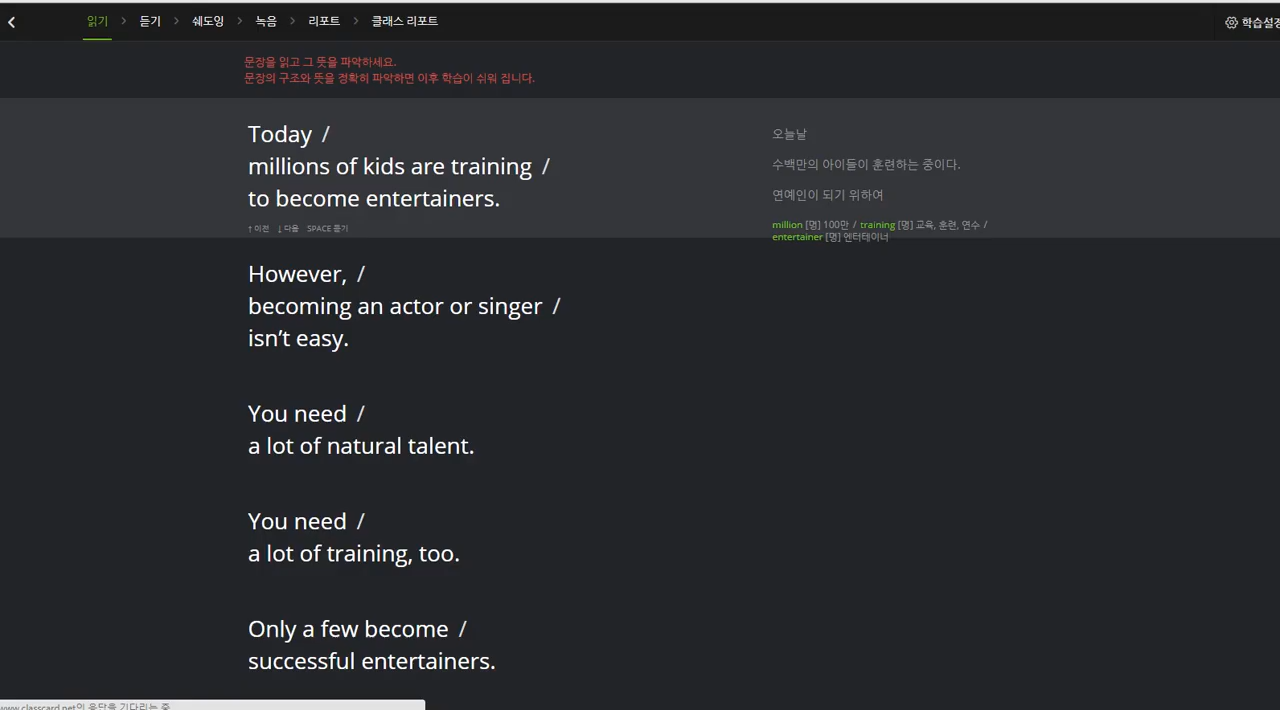 읽기 > 듣기 > 쉐도잉 > 녹음 > 리포트 > 클래스 리포트
학습설정
문장을 읽고 그 뜻을 파악하세요.
문장의 구조와 뜻을 정확히 파악하면 이후 학습이 쉬워 집니다.
Today /
millions of kids are training /
to become entertainers.
↑ 이전 ↓ 다음 SPACE 듣기
오늘날
수백만의 아이들이 훈련하는 중이다.
연예인이 되기 위하여
million [명] 100만 / training [명] 교육, 훈련, 연수 /
entertainer [명] 엔터테이너
However, /
becoming an actor or singer /
isn't easy.
You need /
a lot of natural talent.
You need /
a lot of training, too.
Only a few become /
successful entertainers.
www.classcard.net의 응답을 기다리는 중